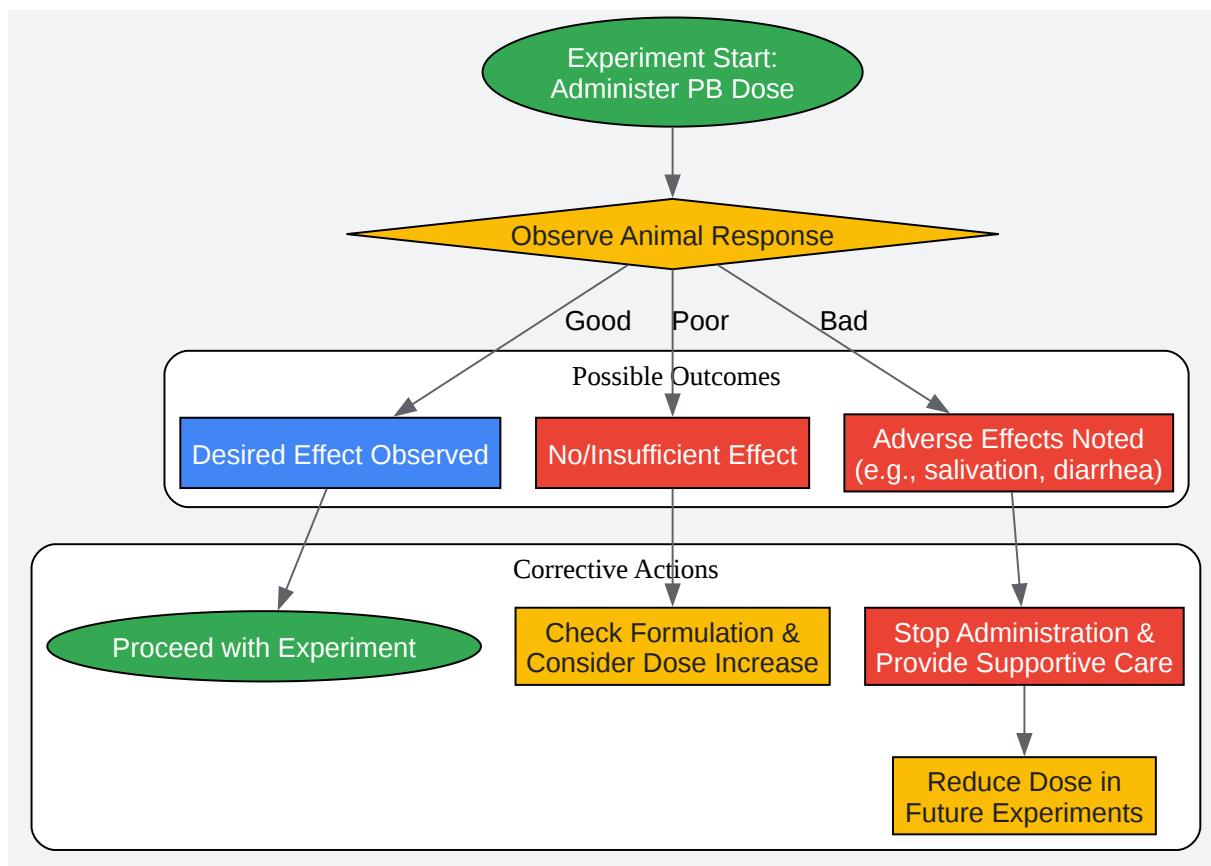 Experiment Start:
Administer PB Dose
Observe Animal Response
Good
Poor
Bad
Possible Outcomes
Desired Effect Observed
No/Insufficient Effect
Adverse Effects Noted
(e.g., salivation, diarrhea)
Corrective Actions
Proceed with Experiment
Check Formulation &
Consider Dose Increase
Stop Administration &
Provide Supportive Care
Reduce Dose in
Future Experiments